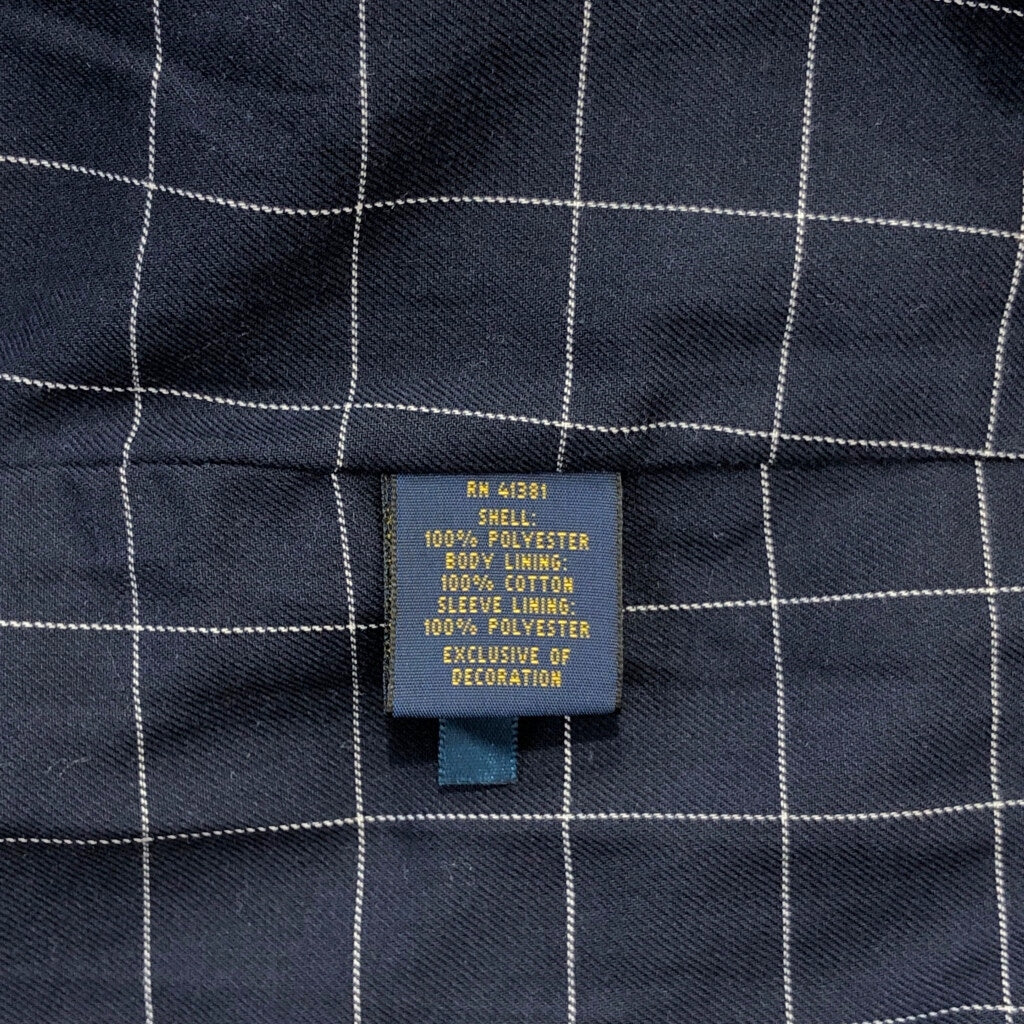 RN 41381
SHELL:
100% POLYESTER
BODY LINING:
100% COTTON
SLEEVE LINING:
100% POLYESTER
EXCLUSIVE OF
DECORATION